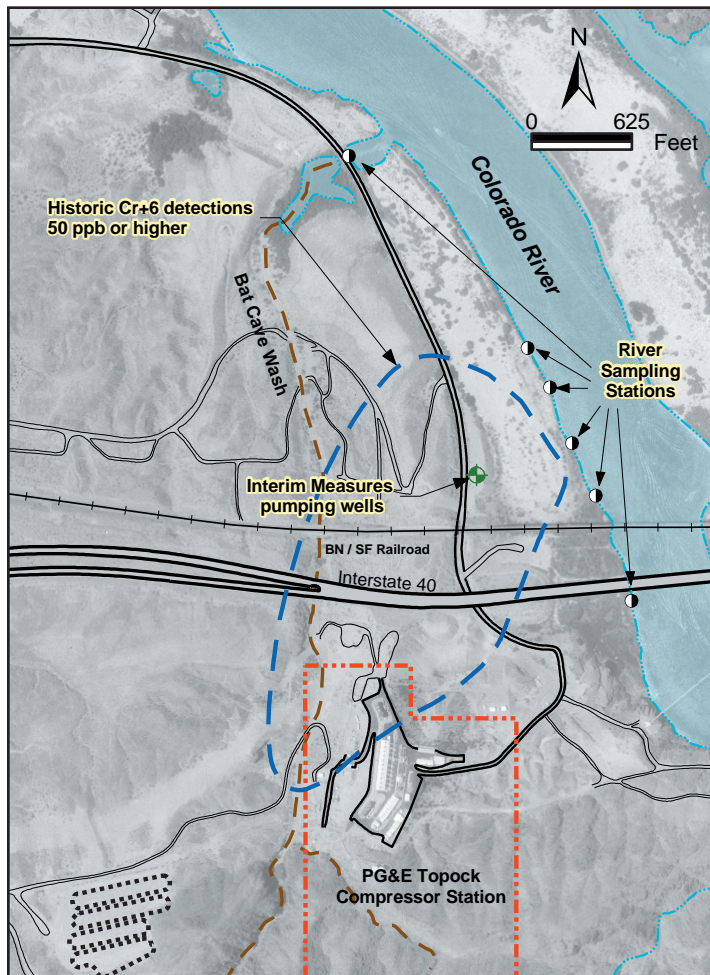 N
0 625
Feet
Colorado River
Historic Cr+6 detections
50 ppb or higher
Bat Cave Wash
River
Sampling
Stations
Interim Measures
pumping wells
BN / SF Railroad
Interstate 40
PG&E Topock
Compressor Station